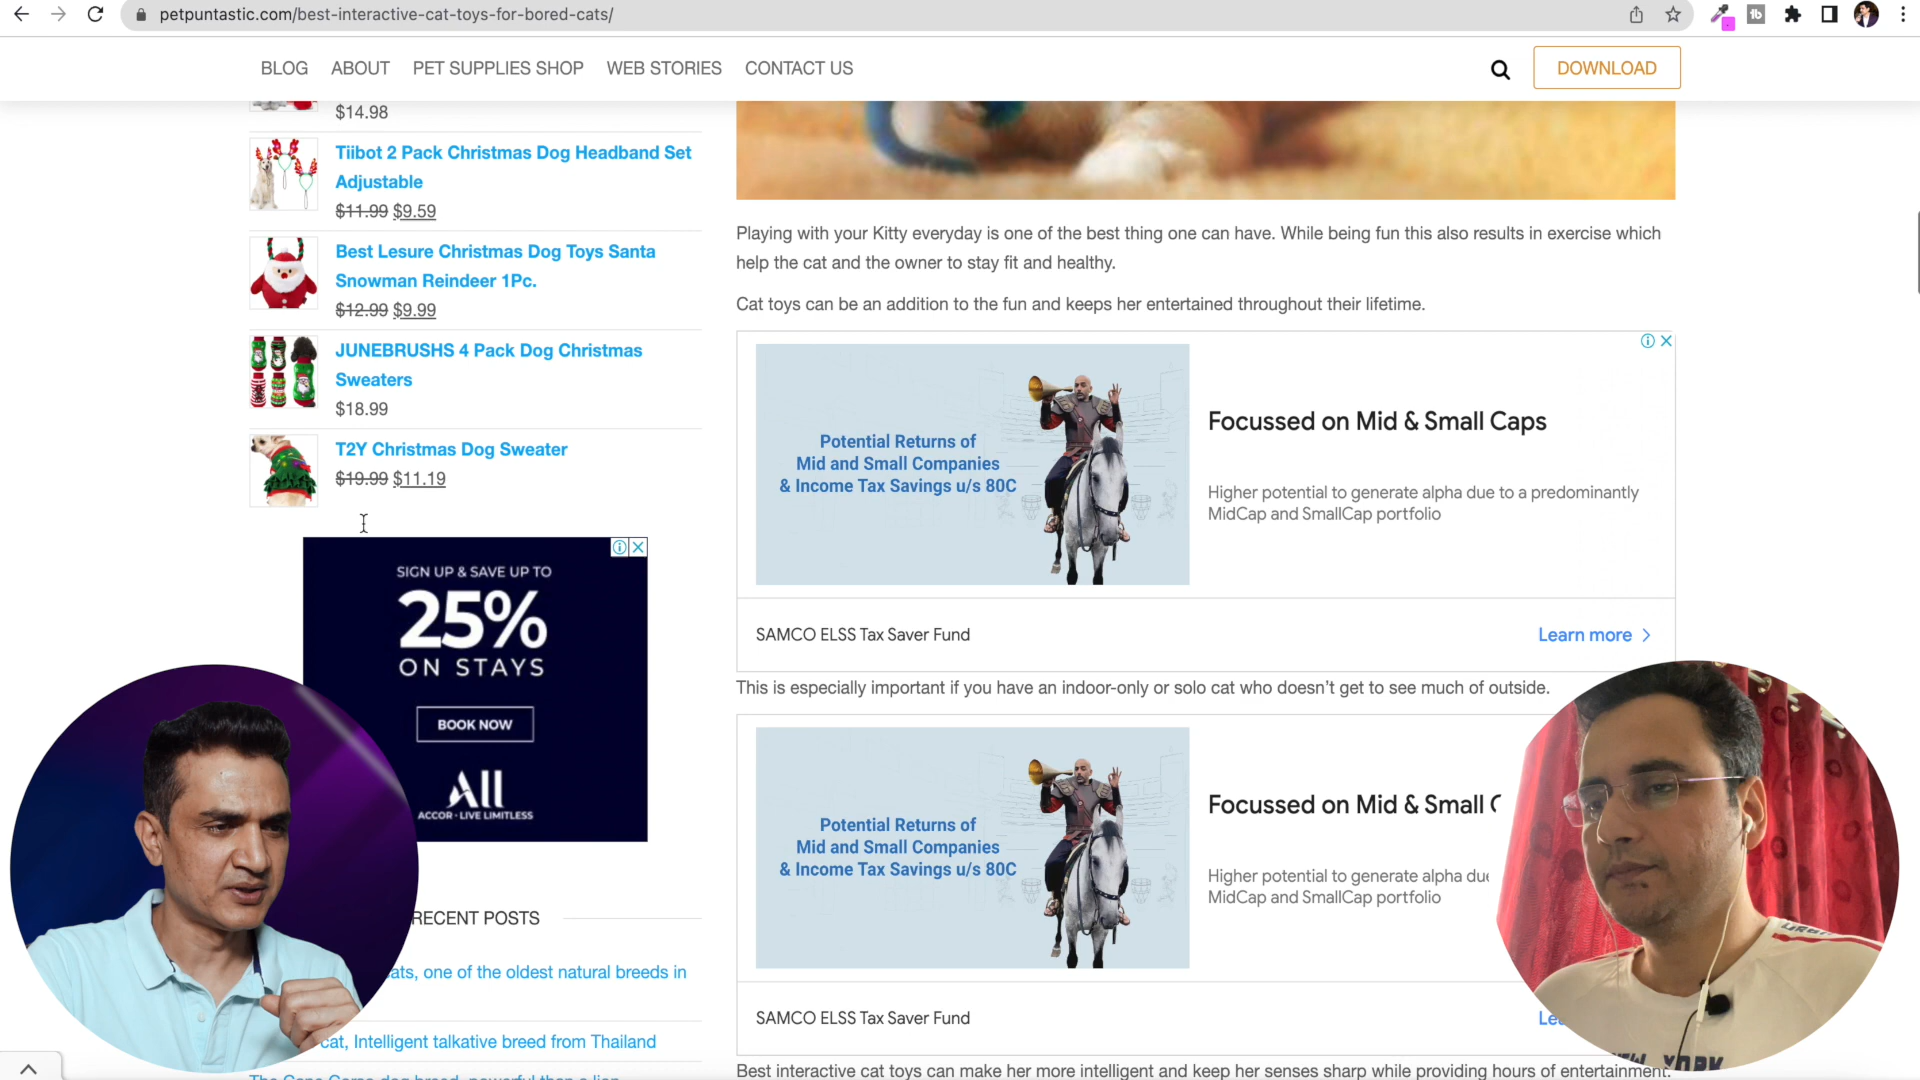 petpuntastic.com/best-interactive-cat-toys-for-bored-cats/
BLOG ABOUT PET SUPPLIES SHOP WEB STORIES CONTACT US
DOWNLOAD
$14.98
Tiibot 2 Pack Christmas Dog Headband Set
Adjustable
$11.99 $9.59
Best Lesure Christmas Dog Toys Santa
Snowman Reindeer 1Pc.
$12.99 $9.99
JUNEBRUSHS 4 Pack Dog Christmas
Sweaters
$18.99
T2Y Christmas Dog Sweater
$19.99 $11.19
SIGN UP & SAVE UP TO
25%
ON STAYS
BOOK NOW
All
ACCOR - LIVE LIMITLESS
RECENT POSTS
ats, one of the oldest natural breeds in
cat, Intelligent talkative breed from Thailand
Playing with your Kitty everyday is one of the best thing one can have. While being fun this also results in exercise which
help the cat and the owner to stay fit and healthy.
Cat toys can be an addition to the fun and keeps her entertained throughout their lifetime.
Potential Returns of
Mid and Small Companies
& Income Tax Savings u/s 80C
Focussed on Mid & Small Caps
Higher potential to generate alpha due to a predominantly
MidCap and SmallCap portfolio
SAMCO ELSS Tax Saver Fund
Learn more
This is especially important if you have an indoor-only or solo cat who doesn't get to see much of outside.
Potential Returns of
Mid and Small Companies
& Income Tax Savings u/s 80C
Focussed on Mid & Small
Higher potential to generate alpha due
MidCap and SmallCap portfolio
SAMCO ELSS Tax Saver Fund
Le
Best interactive cat toys can make her more intelligent and keep her senses sharp while providing hours of entertainment.